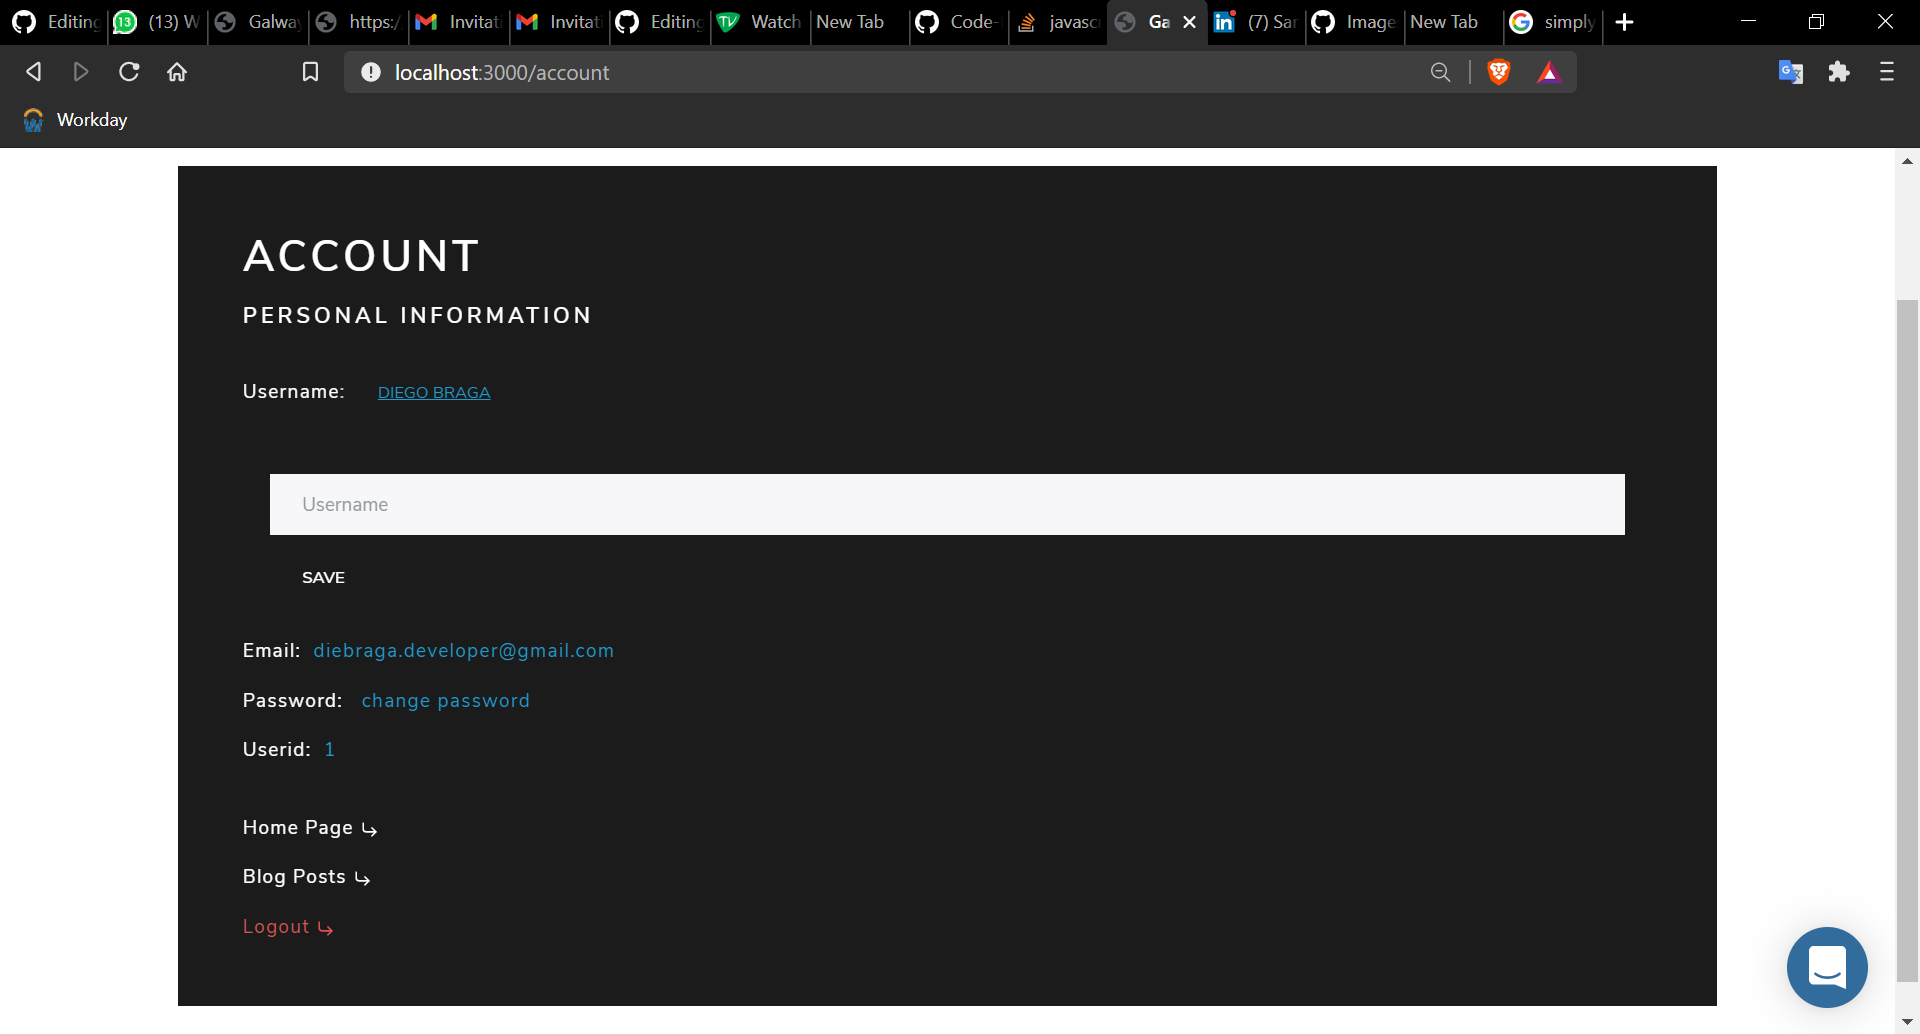 Editing
13 (13) W
Galway
https:/
Invitat
Invitat
Editing
Watch
New Tab
Code-
javasc
Ga
in (7) Sar
Image
New Tab
simply
localhost:3000/account
Workday
ACCOUNT
PERSONAL INFORMATION
Username: DIEGO BRAGA
Username
SAVE
Email: diebraga.developer@gmail.com
Password: change password
Userid: 1
Home Page
Blog Posts
Logout